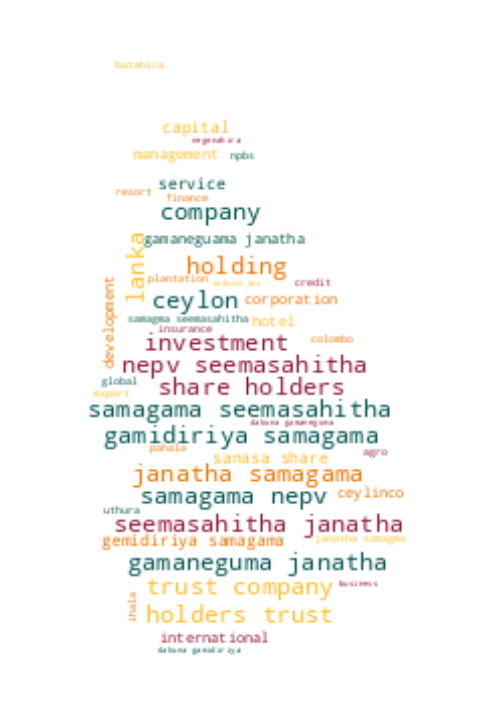 batahira
capital
negenahira
management npbs
service
resort
finance
company
gamaneguama janatha
lanka
holding
plantation
industries
credit
development
ceylon corporation
samagma seemasahitha hotel
insurance
investment
colombo
nepv seemasahitha
global
share holders
export
samagama seemasahitha
dakuna gamaneguma
gamidiriya samagama
pahala
agro
sanasa share
janatha samagama
samagama nepv ceylinco
uthura
seemasahitha janatha
gemidiriya samagama
janatha samagma
gamaneguma janatha
trust company
business
ihala
holders trust
international
dakuna gamidiriya